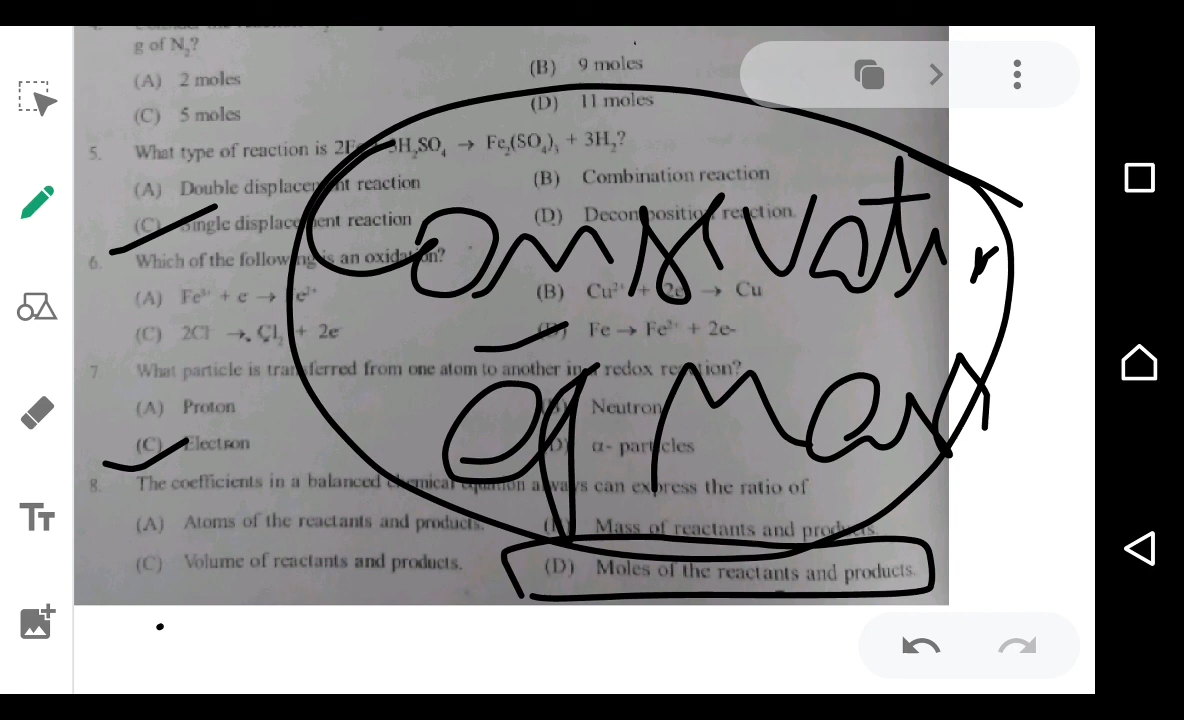 g of N₂?
(A) 2 moles
(B) 9 moles
(C) 5 moles
(D) 11 moles
5. What type of reaction is 2F 3H₂SO₄ → Fe₂(SO₄)₃ + 3H₂?
(A) Double displacement reaction
(B) Combination reaction
(C) Single displacement reaction
(D) Decomposition reaction.
6. Which of the following is an oxidation?
(A) Fe³⁺ + e → Fe²⁺
(B) Cu²⁺ + 2e → Cu
(C) 2Cl → Cl₂ + 2e
(D) Fe → Fe²⁺ + 2e-
7. What particle is transferred from one atom to another in redox reaction?
(A) Proton
(B) Neutron
(C) Electron
(D) α- particles
8. The coefficients in a balanced chemical equation always can express the ratio of
(A) Atoms of the reactants and products.
(B) Mass of reactants and products.
(C) Volume of reactants and products.
(D) Moles of the reactants and products.
Tт